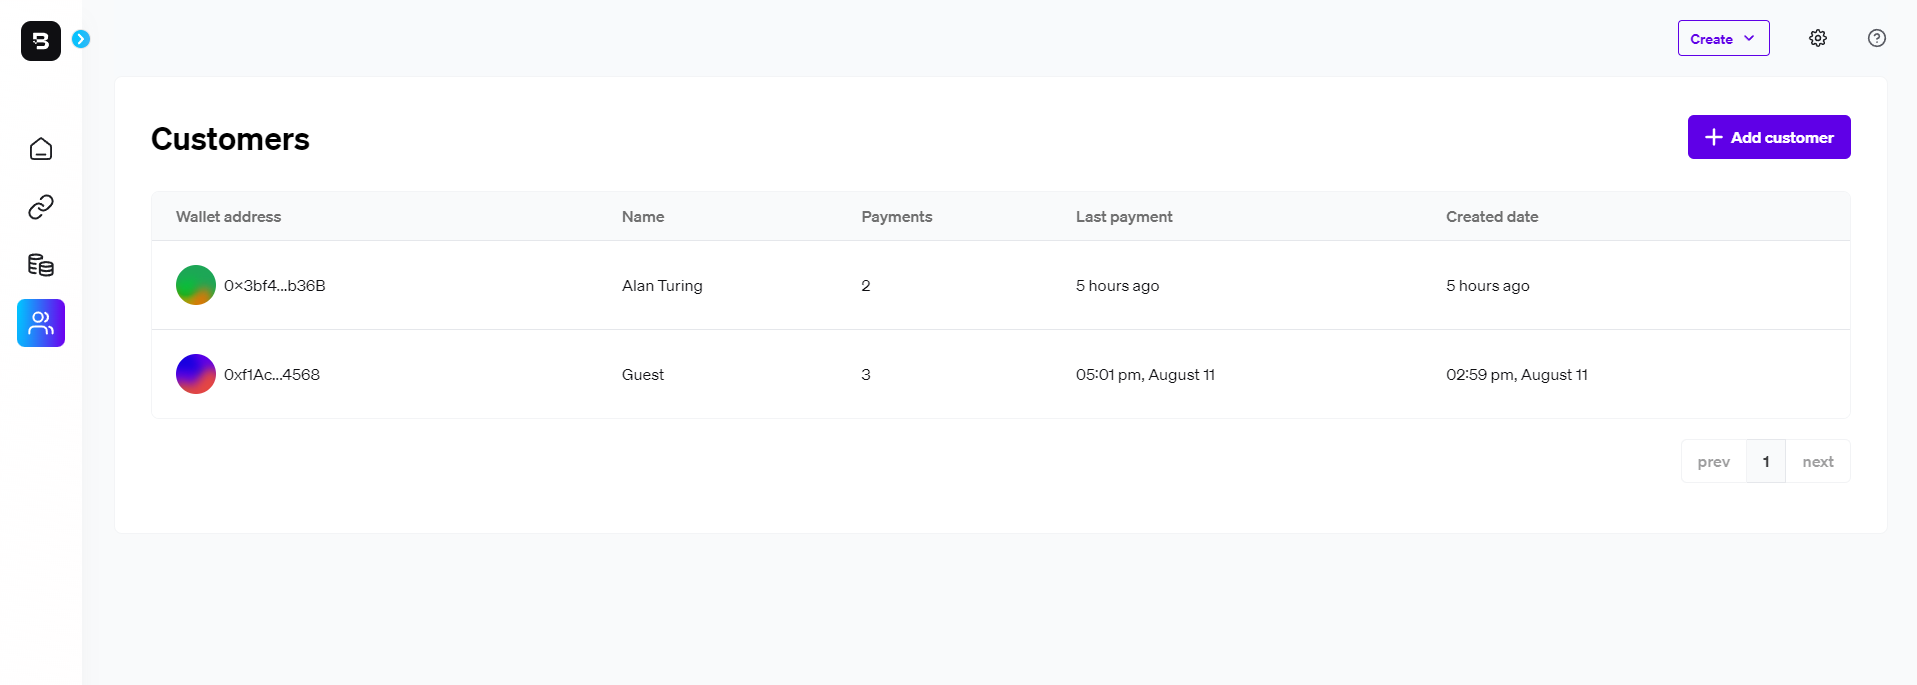 B
Create
Customers
Add customer
Wallet address Name Payments Last payment Created date
0×3bf4...b36B Alan Turing 2 5 hours ago 5 hours ago
0xf1Ac...4568 Guest 3 05:01 pm, August 11 02:59 pm, August 11
prev 1 next